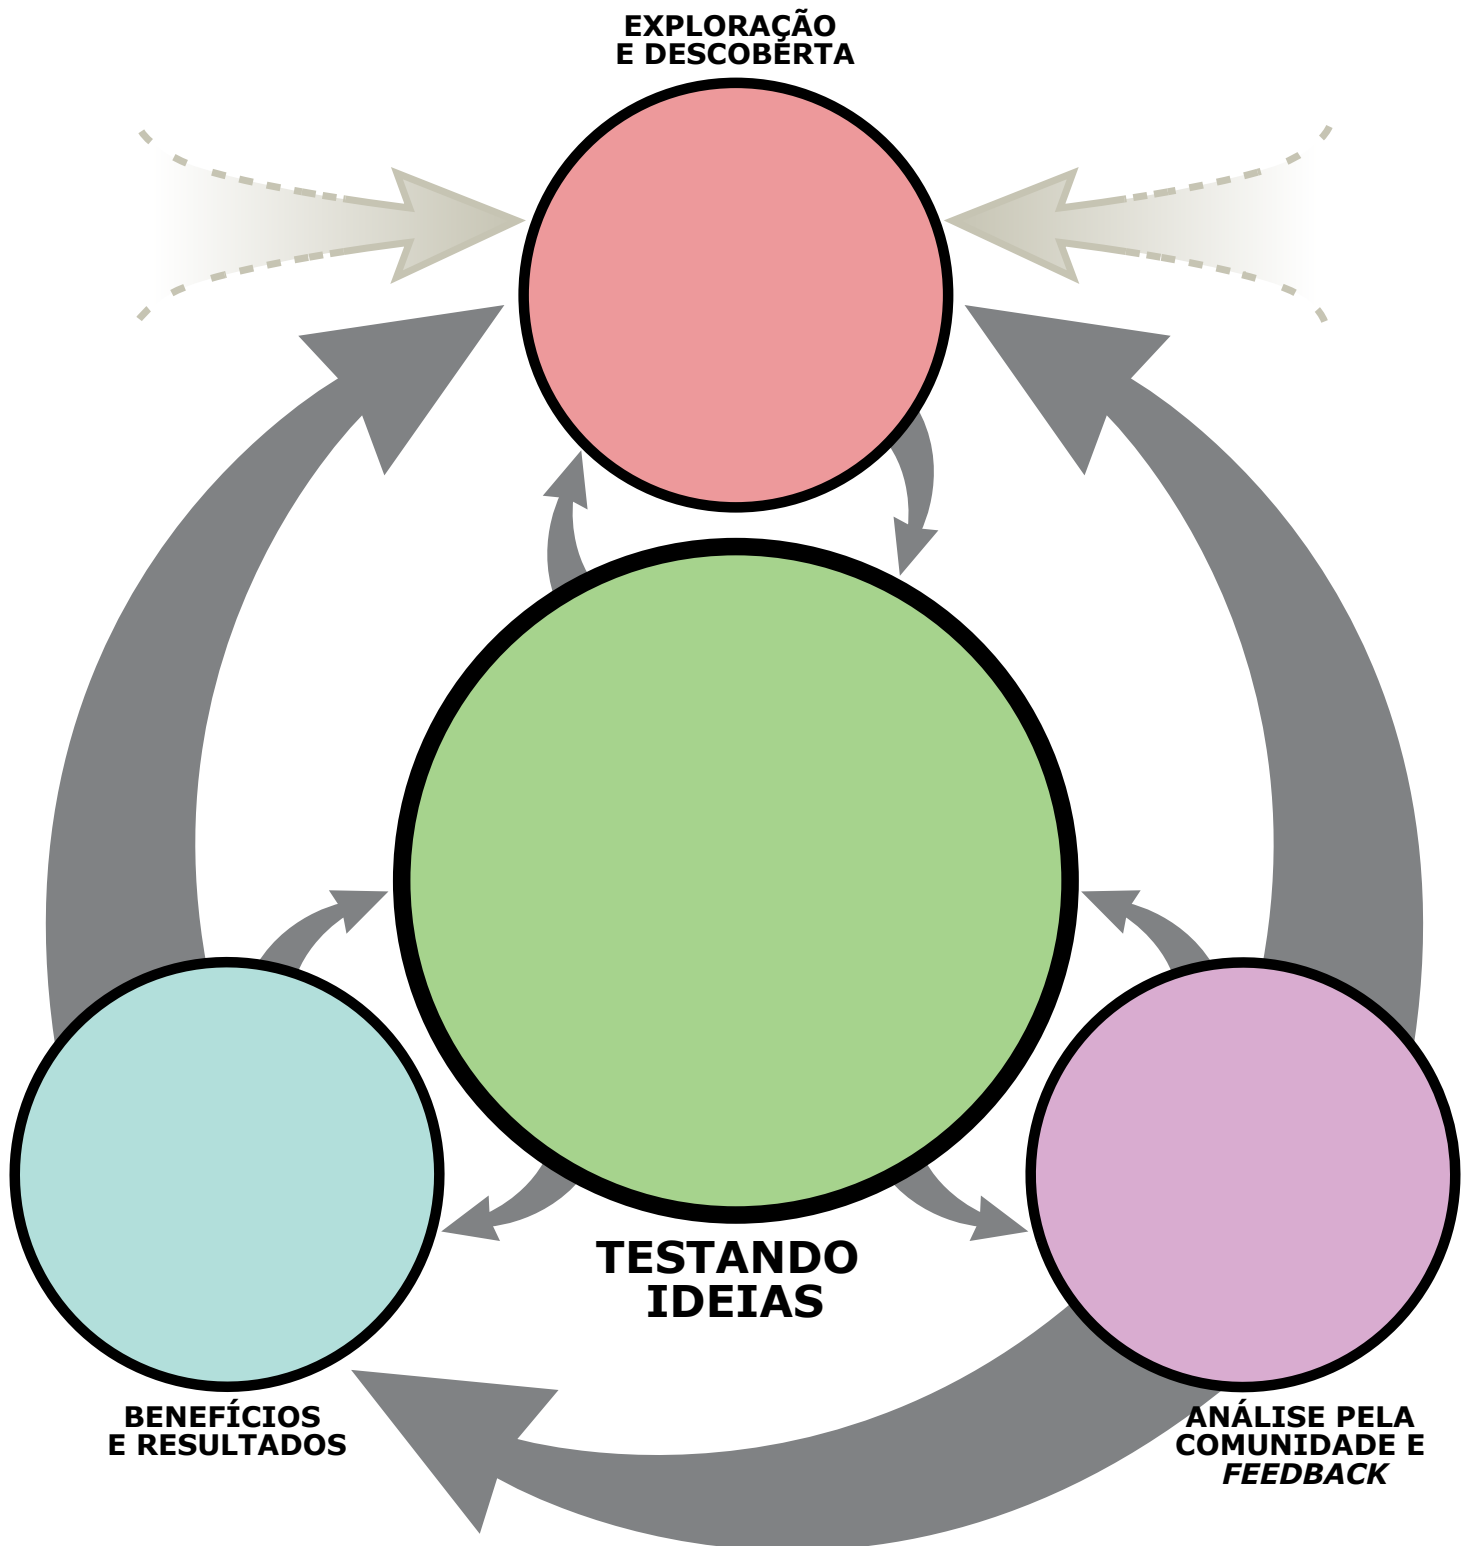 EXPLORAÇÃO
E DESCOBERTA
TESTANDO
IDEIAS
BENEFÍCIOS
E RESULTADOS
ANÁLISE PELA
COMUNIDADE E
FEEDBACK